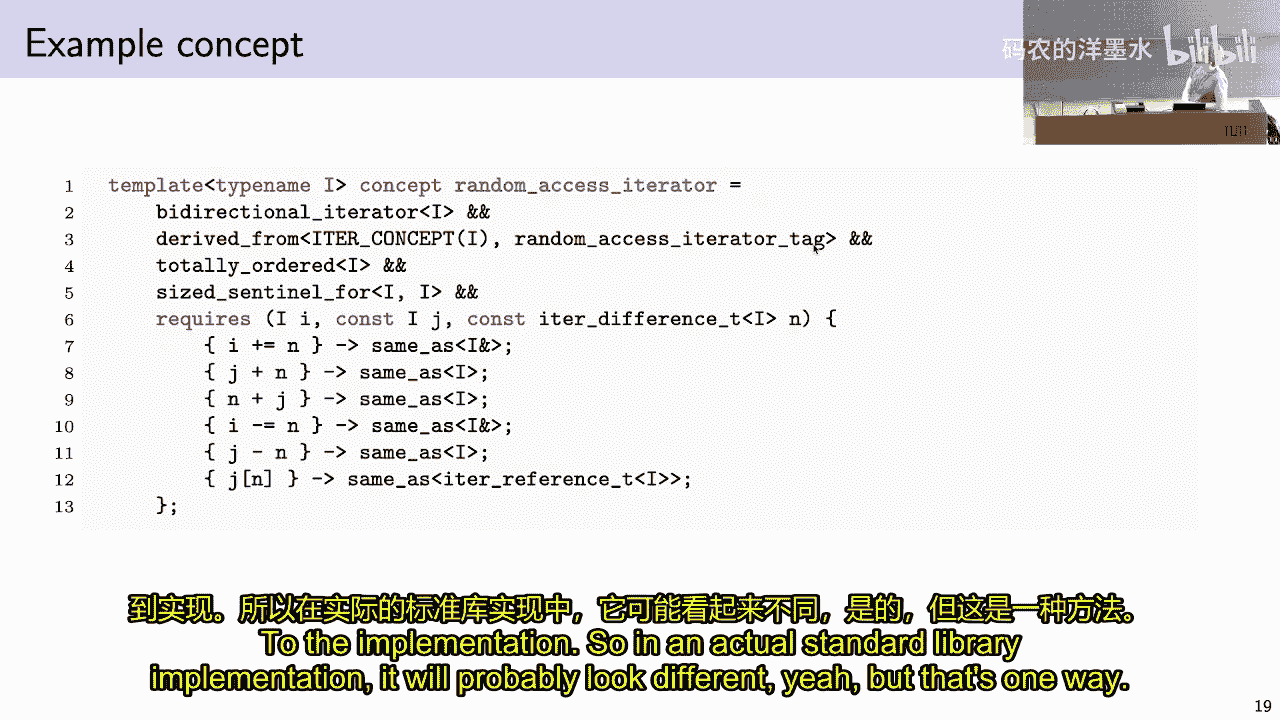 Example concept
码农的洋墨水 bilibili
1 template<typename I> concept random_access_iterator =
2 bidirectional_iterator<I> &&
3 derived_from<ITER_CONCEPT(I), random_access_iterator_tag> &&
4 totally_ordered<I> &&
5 sized_sentinel_for<I, I> &&
6 requires (I i, const I j, const iter_difference_t<I> n) {
7 { i += n } -> same_as<I&>;
8 { j + n } -> same_as<I>;
9 { n + j } -> same_as<I>;
10 { i -= n } -> same_as<I&>;
11 { j - n } -> same_as<I>;
12 { j[n] } -> same_as<iter_reference_t<I>>;
13 };
到实现。所以在实际的标准库实现中，它可能看起来不同，是的，但这是一种方法。
To the implementation. So in an actual standard library
implementation, it will probably look different, yeah, but that's one way.
19